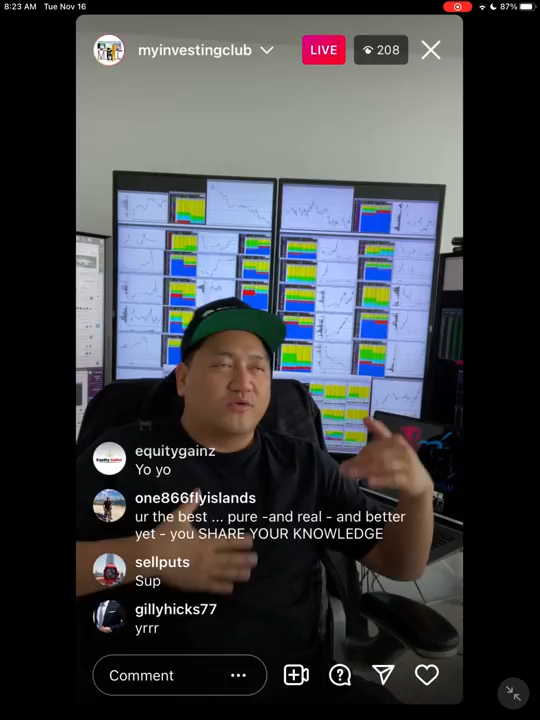 8:23 AM Tue Nov 16
87%
myinvestingclub
LIVE
208
equitygainz
Yo yo
one866flyislands
ur the best ... pure -and real - and better
yet - you SHARE YOUR KNOWLEDGE
sellputs
Sup
gillyhicks77
yrrr
Comment